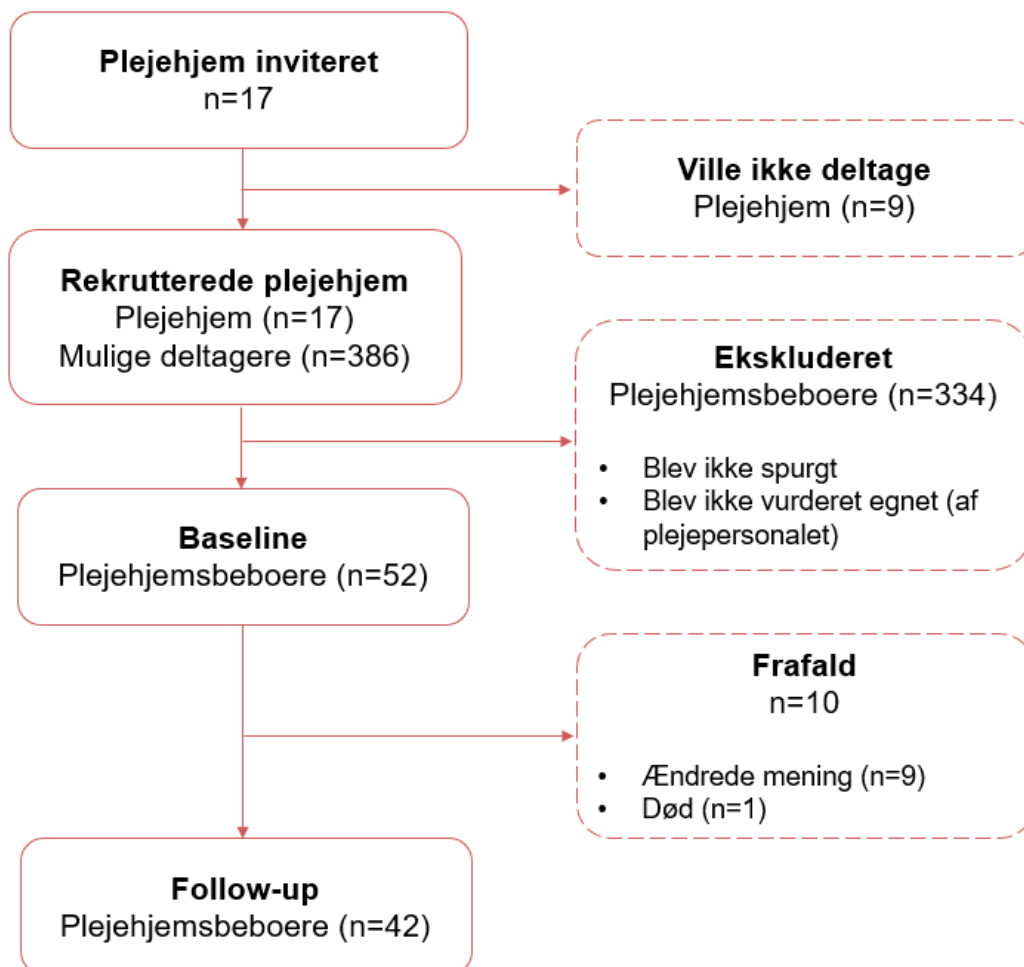 Plejehjem inviteret
n=17
Ville ikke deltage
Plejehjem (n=9)
Rekrutterede plejehjem
Plejehjem (n=17)
Mulige deltagere (n=386)
Ekskluderet
Plejehjemsbeboere (n=334)
• Blev ikke spurgt
• Blev ikke vurderet egnet (af
plejepersonalet)
Baseline
Plejehjemsbeboere (n=52)
Frafald
n=10
• Ændrede mening (n=9)
• Død (n=1)
Follow-up
Plejehjemsbeboere (n=42)